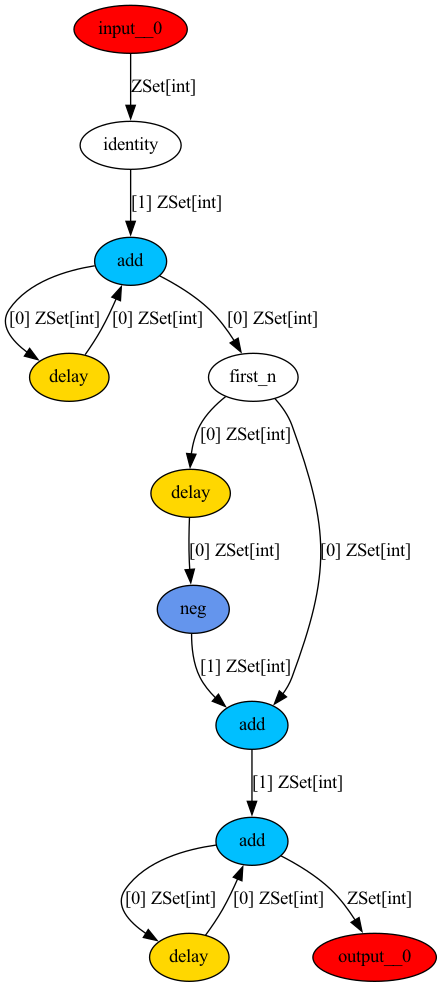 input__0
ZSet[int]
identity
[1] ZSet[int]
add
[0] ZSet[int]
[0] ZSet[int]
[0] ZSet[int]
delay
first_n
[0] ZSet[int]
delay
[0] ZSet[int]
[0] ZSet[int]
neg
[1] ZSet[int]
add
[1] ZSet[int]
add
[0] ZSet[int]
[0] ZSet[int]
ZSet[int]
delay
output__0